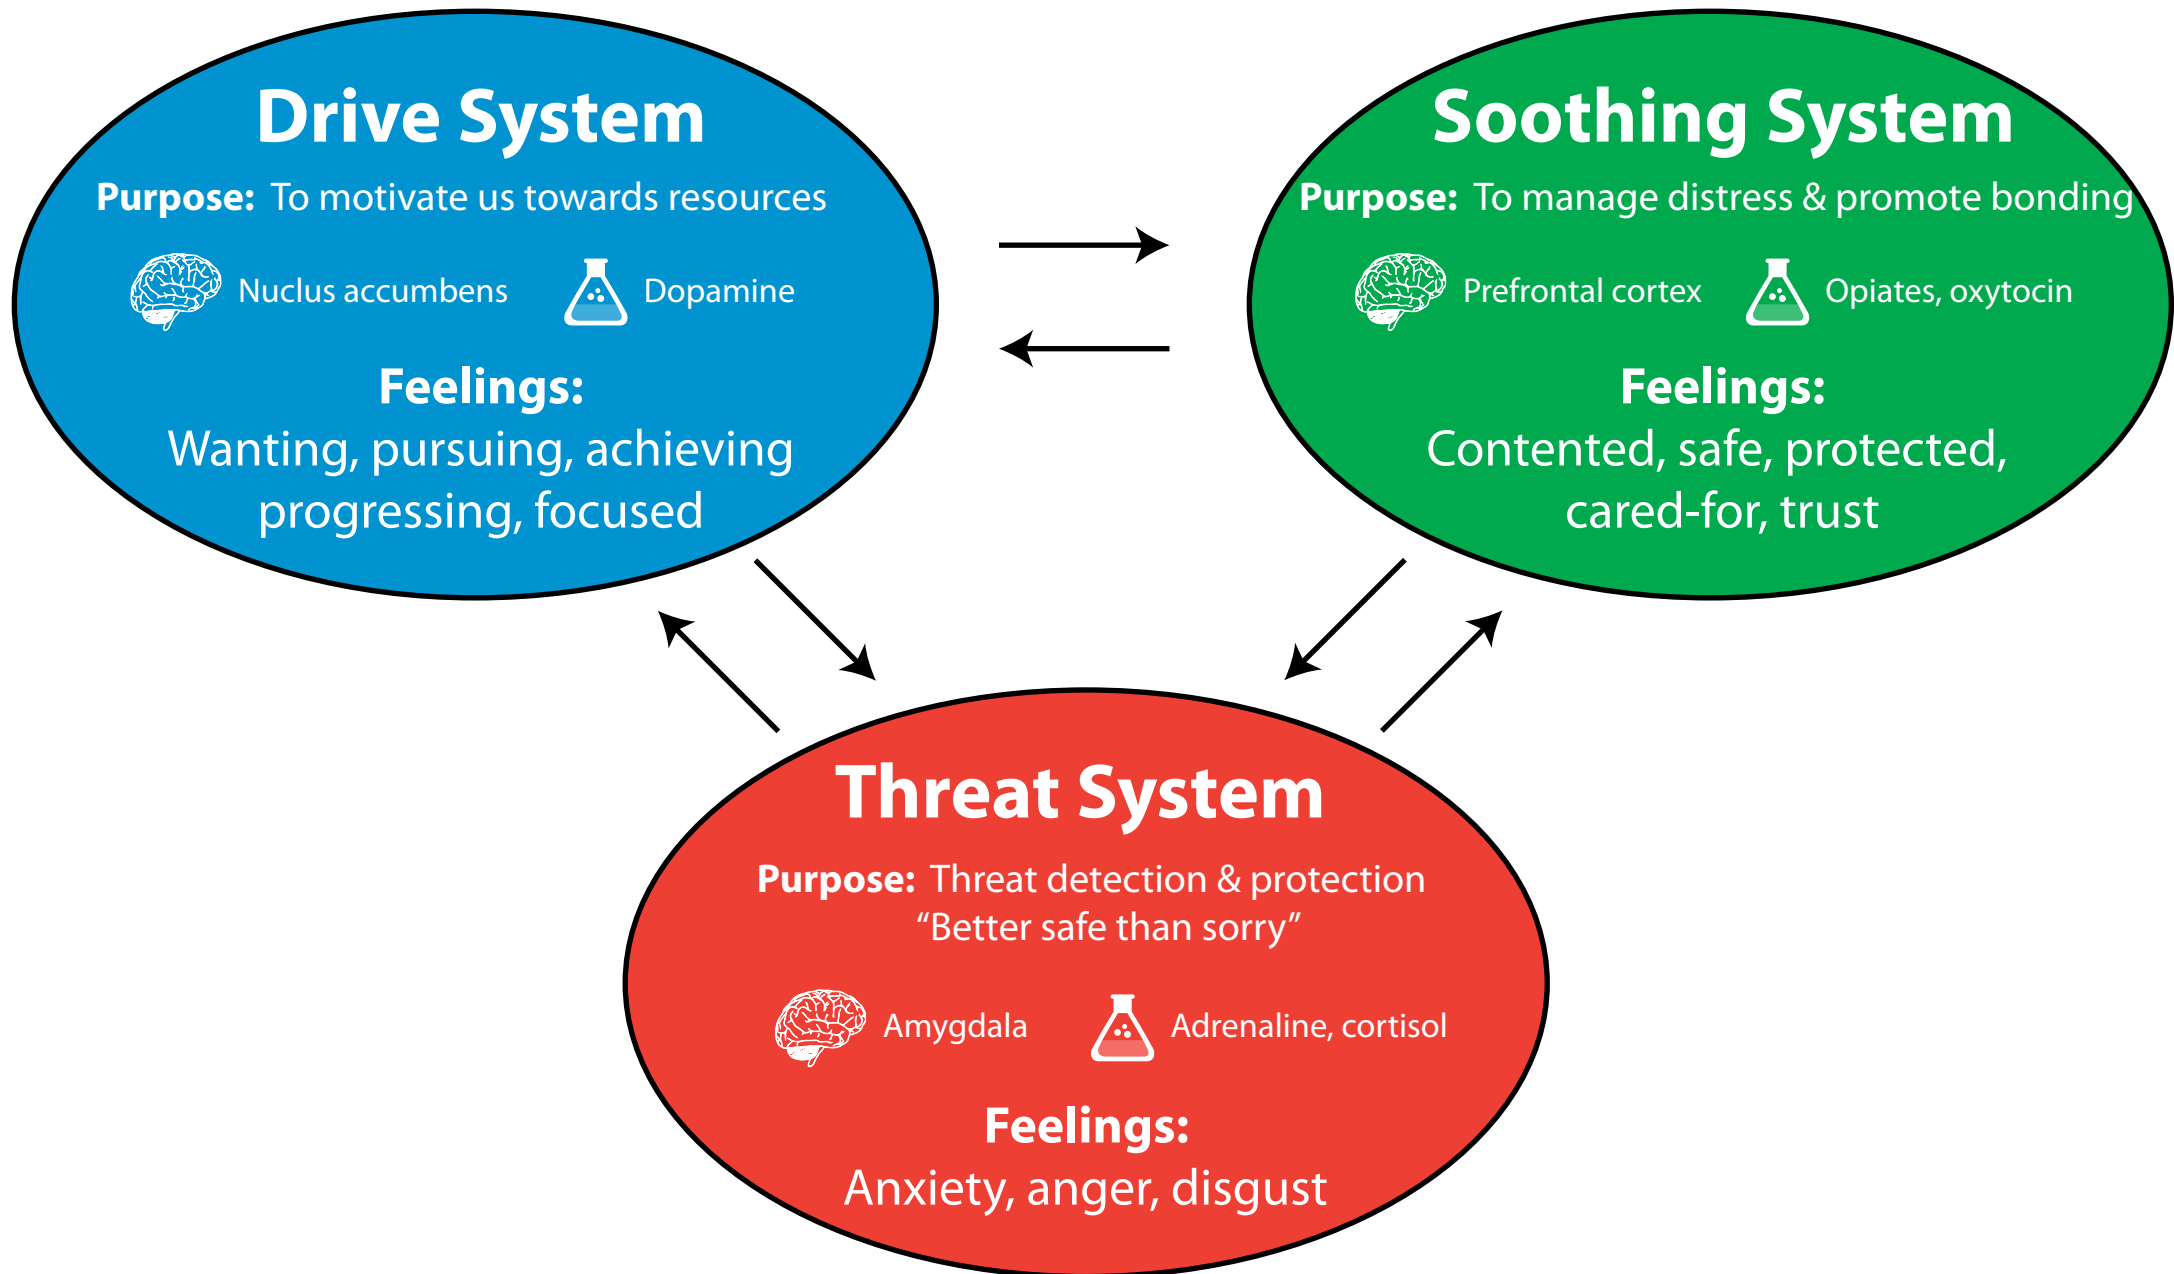 Drive System
Purpose: To motivate us towards resources
Nuclus accumbens
Dopamine
Feelings:
Wanting, pursuing, achieving
progressing, focused
Soothing System
Purpose: To manage distress & promote bonding
Prefrontal cortex
Opiates, oxytocin
Feelings:
Contented, safe, protected,
cared-for, trust
Threat System
Purpose: Threat detection & protection
“Better safe than sorry”
Amygdala
Adrenaline, cortisol
Feelings:
Anxiety, anger, disgust